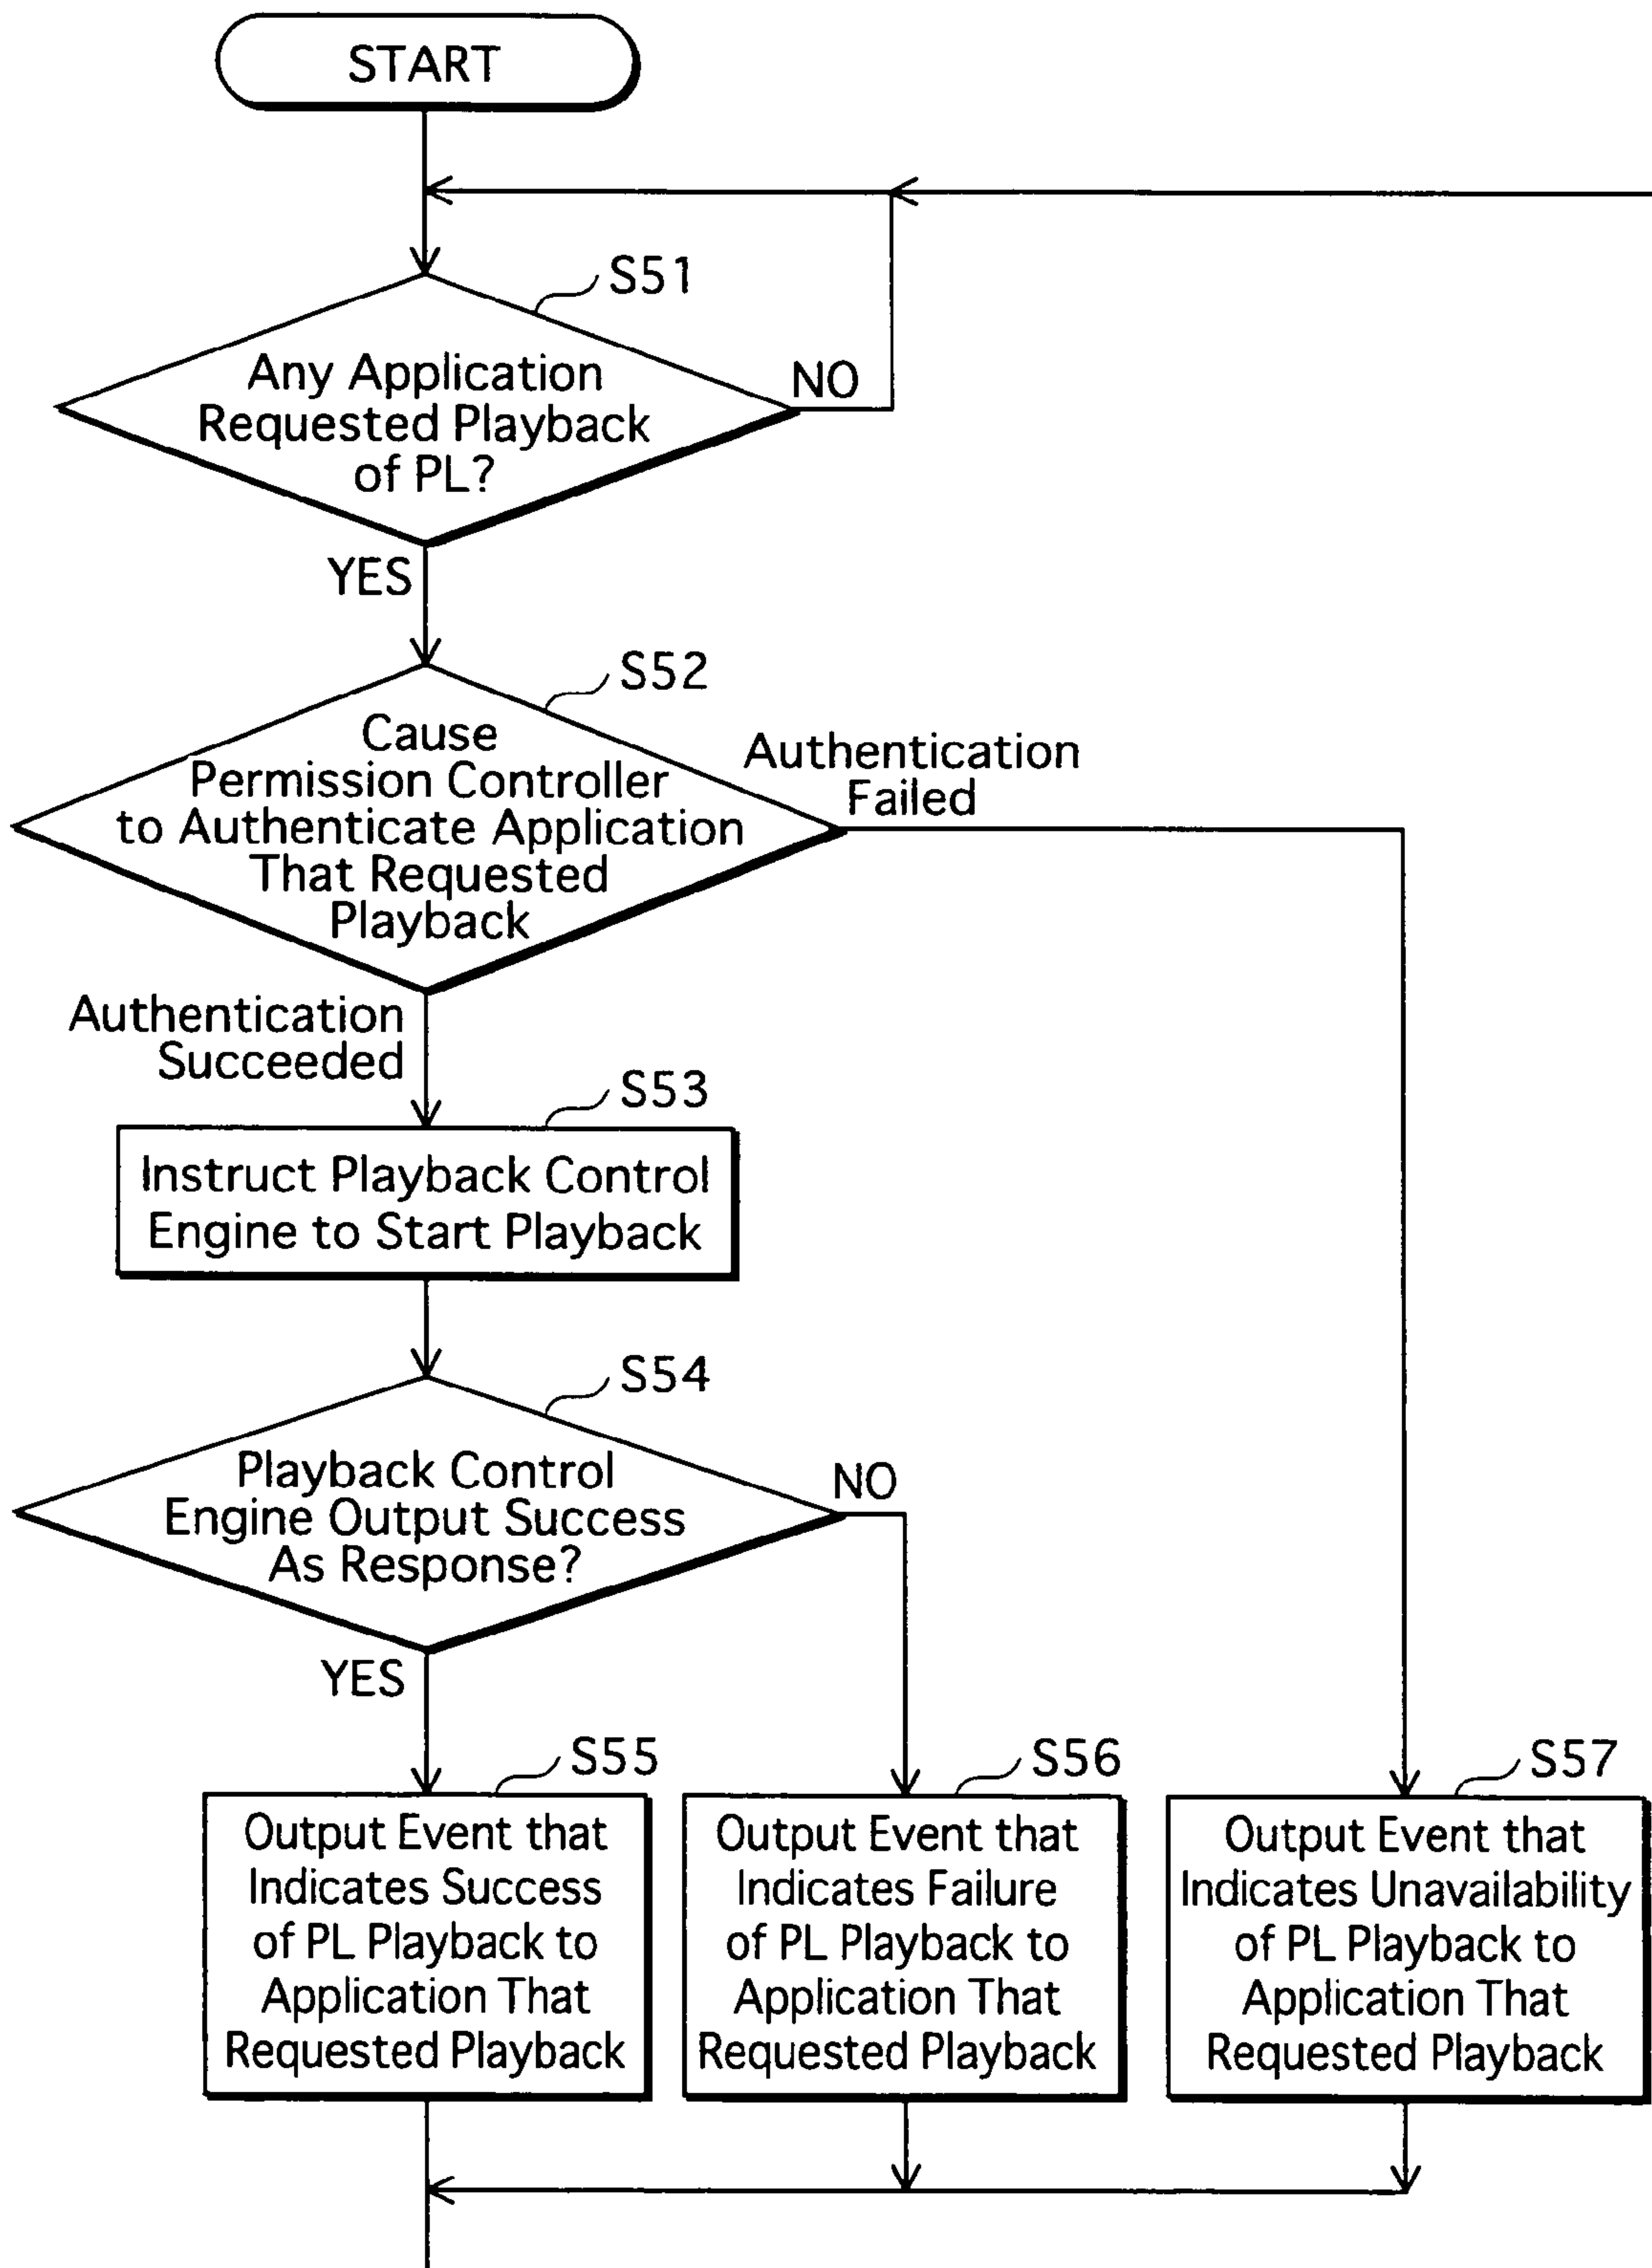 START
S51
Any Application
Requested Playback
of PL?
NO
YES
S52
Cause
Permission Controller
to Authenticate Application
That Requested
Playback
Authentication
Failed
Authentication
Succeeded
S53
Instruct Playback Control
Engine to Start Playback
S54
Playback Control
Engine Output Success
As Response?
NO
YES
S55
Output Event that
Indicates Success
of PL Playback to
Application That
Requested Playback
S56
Output Event that
Indicates Failure
of PL Playback to
Application That
Requested Playback
S57
Output Event that
Indicates Unavailability
of PL Playback to
Application That
Requested Playback